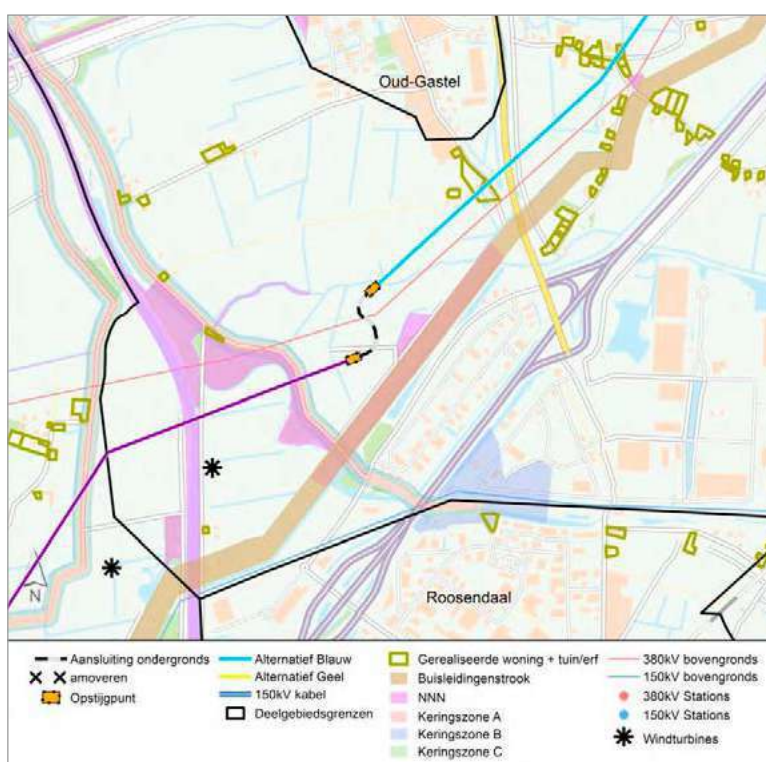 Oud-Gastel
Roosendaal
N
Aansluiting ondergronds
amoveren
Opstijgpunt
Alternatief Blauw
Alternatief Geel
150kV kabel
Deelgebiedsgrenzen
Gerealiseerde woning + tuin/erf
Buisleidingenstrook
NNN
Keringszone A
Keringszone B
Keringszone C
380kV bovengronds
150kV bovengronds
380kV Stations
150kV Stations
Windturbines